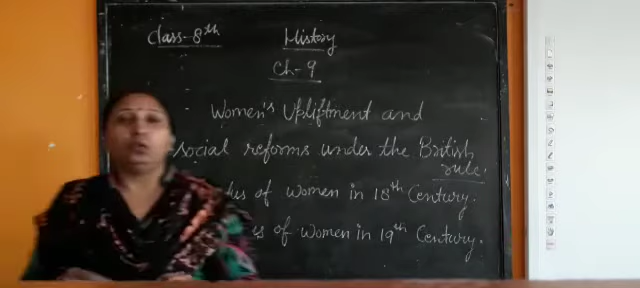 Class-8th
History
Ch-9
Women's Upliftment and
social reforms under the British
rule.
of women in 18th Century.
of women in 19th Century.